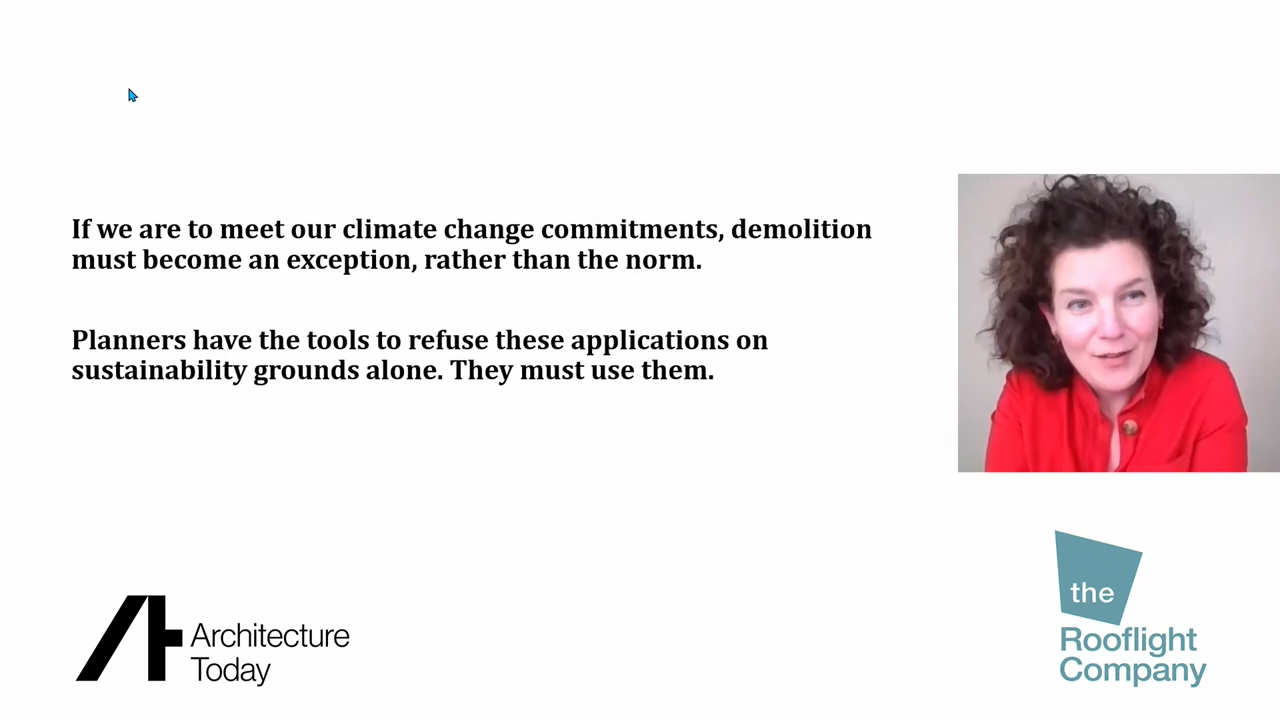 If we are to meet our climate change commitments, demolition
must become an exception, rather than the norm.
Planners have the tools to refuse these applications on
sustainability grounds alone. They must use them.
Architecture
Today
the
Rooflight
Company